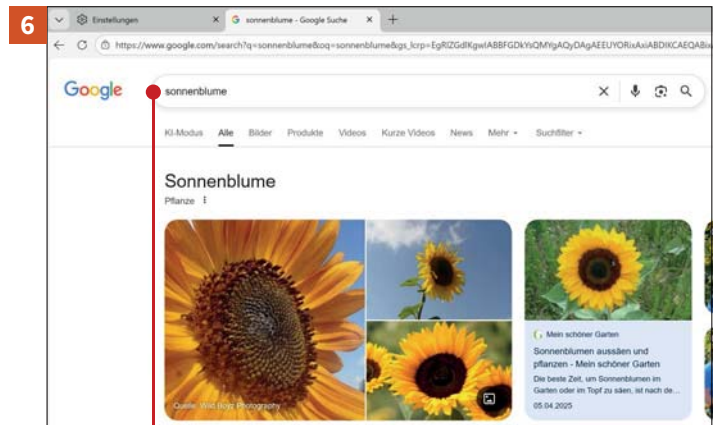 6
Einstellungen
sonnenblume - Google Suche
https://www.google.com/search?q=sonnenblume&oq=sonnenblume&gs_lcrp=
Google
sonnenblume
KI-Modus Alle Bilder Produkte Videos Kurze Videos News Mehr Suchfilter
Sonnenblume
Pflanze
Quelle: Wild Boyz Photography
Mein schöner Garten
Sonnenblumen aussäen und
pflanzen - Mein schöner Garten
Die beste Zeit, um Sonnenblumen im
Garten oder im Topf zu säen, ist nach de...
05.04.2025